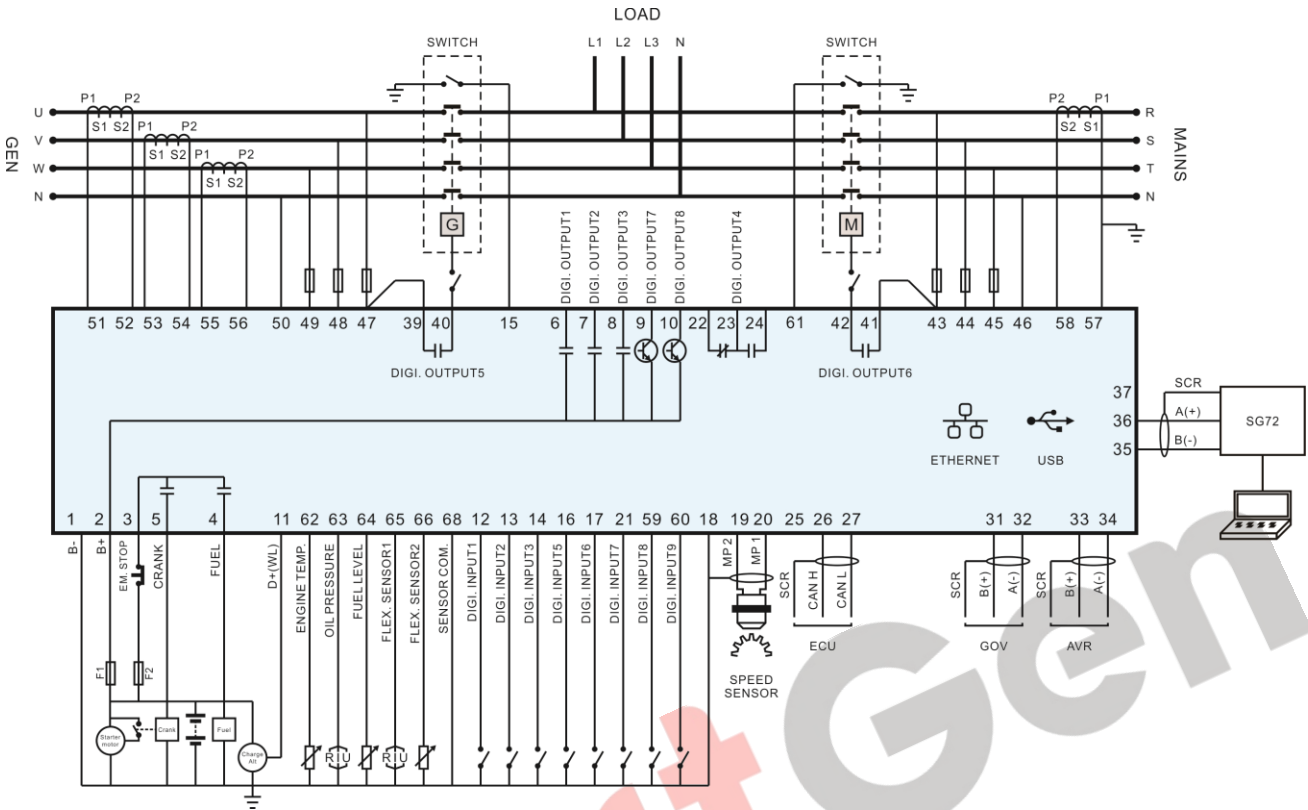 LOAD
SWITCH
L1 L2 L3 N
SWITCH
P1 P2
S1 S2
P1 P2
S1 S2
P1 P2
S1 S2
U
V
W
N
GEN
G
M
P2 P1
S2 S1
R
S
T
N
MAINS
DIGI. OUTPUT1
DIGI. OUTPUT2
DIGI. OUTPUT3
DIGI. OUTPUT7
DIGI. OUTPUT8
DIGI. OUTPUT4
51 52 53 54 55 56 50 49 48 47 39 40 15 6 7 8 9 10 22 23 24 61 42 41 43 44 45 46 58 57
DIGI. OUTPUT5
DIGI. OUTPUT6
37
36
35
SCR
A(+)
B(-)
SG72
ETHERNET
USB
1 2 3 5 4 11 62 63 64 65 66 68 12 13 14 16 17 21 59 60 18 19 20 25 26 27 31 32 33 34
B-
B+
EM. STOP
CRANK
FUEL
D+(WL)
ENGINE TEMP.
OIL PRESSURE
FUEL LEVEL
FLEX. SENSOR1
FLEX. SENSOR2
SENSOR COM.
DIGI. INPUT1
DIGI. INPUT2
DIGI. INPUT3
DIGI. INPUT5
DIGI. INPUT6
DIGI. INPUT7
DIGI. INPUT8
DIGI. INPUT9
MP 2
MP 1
SCR
CAN H
CAN L
SCR
B(+)
A(-)
SCR
B(+)
A(-)
ECU
GOV
AVR
SPEED
SENSOR
F1
F2
Starter
motor
Crank
Fuel
Charge
Alt
R I U
R I U
tGen